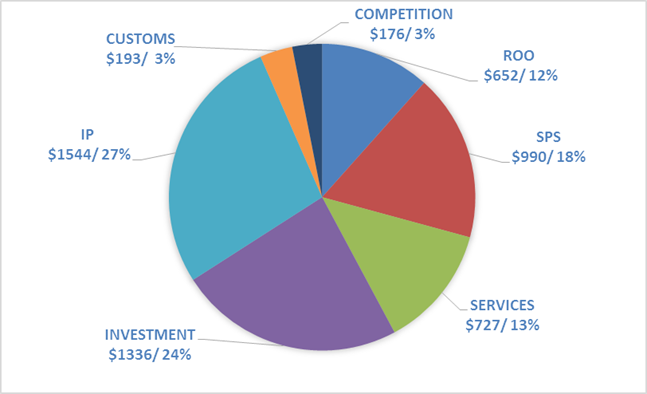 COMPETITION
$176/ 3%
ROO
$652/ 12%
SPS
$990/ 18%
SERVICES
$727/ 13%
INVESTMENT
$1336/ 24%
IP
$1544/ 27%
CUSTOMS
$193/ 3%